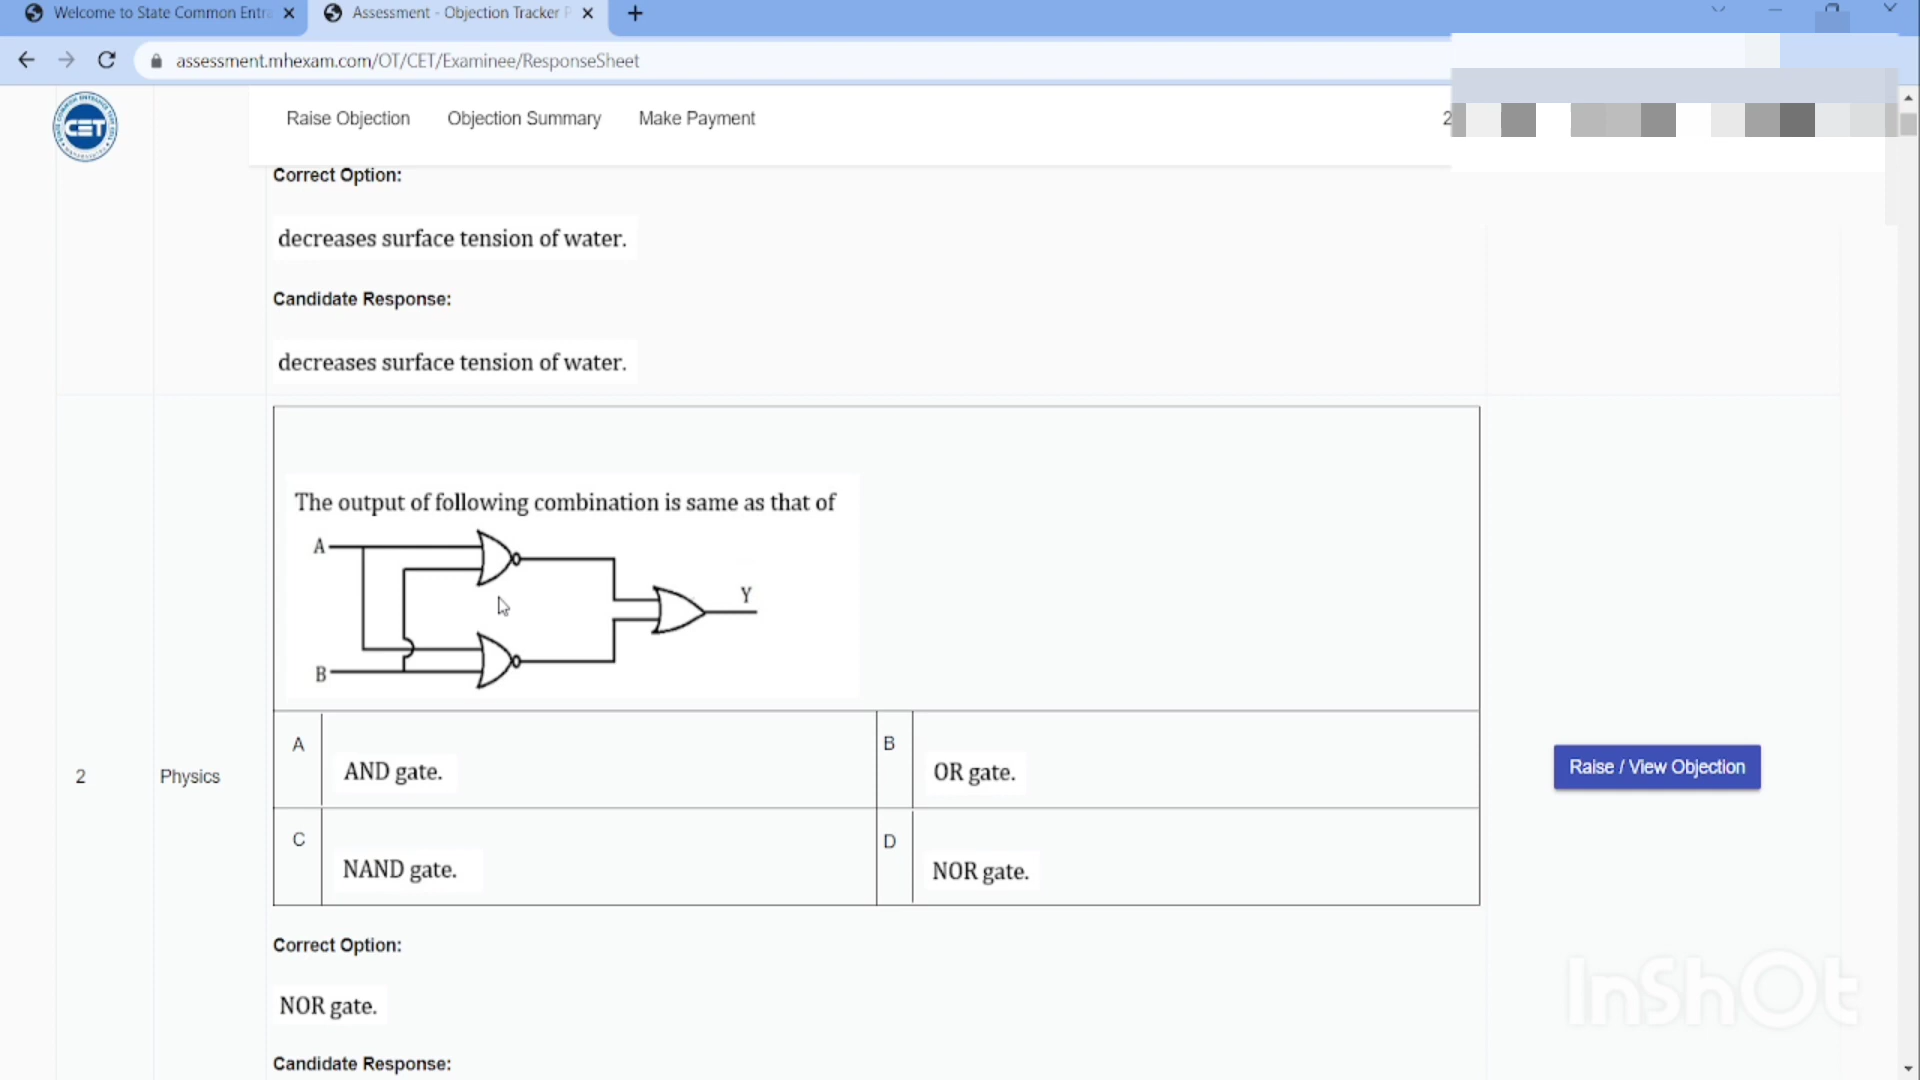 Welcome to State Common Entr
Assessment - Objection Tracker P
assessment.mhexam.com/OT/CET/Examinee/ResponseSheet
CET
Raise Objection
Objection Summary
Make Payment
2
Correct Option:
decreases surface tension of water.
Candidate Response:
decreases surface tension of water.
The output of following combination is same as that of
A
Y
B
A
AND gate.
B
OR gate.
2
Physics
Raise / View Objection
C
NAND gate.
D
NOR gate.
Correct Option:
NOR gate.
Candidate Response:
InShOt